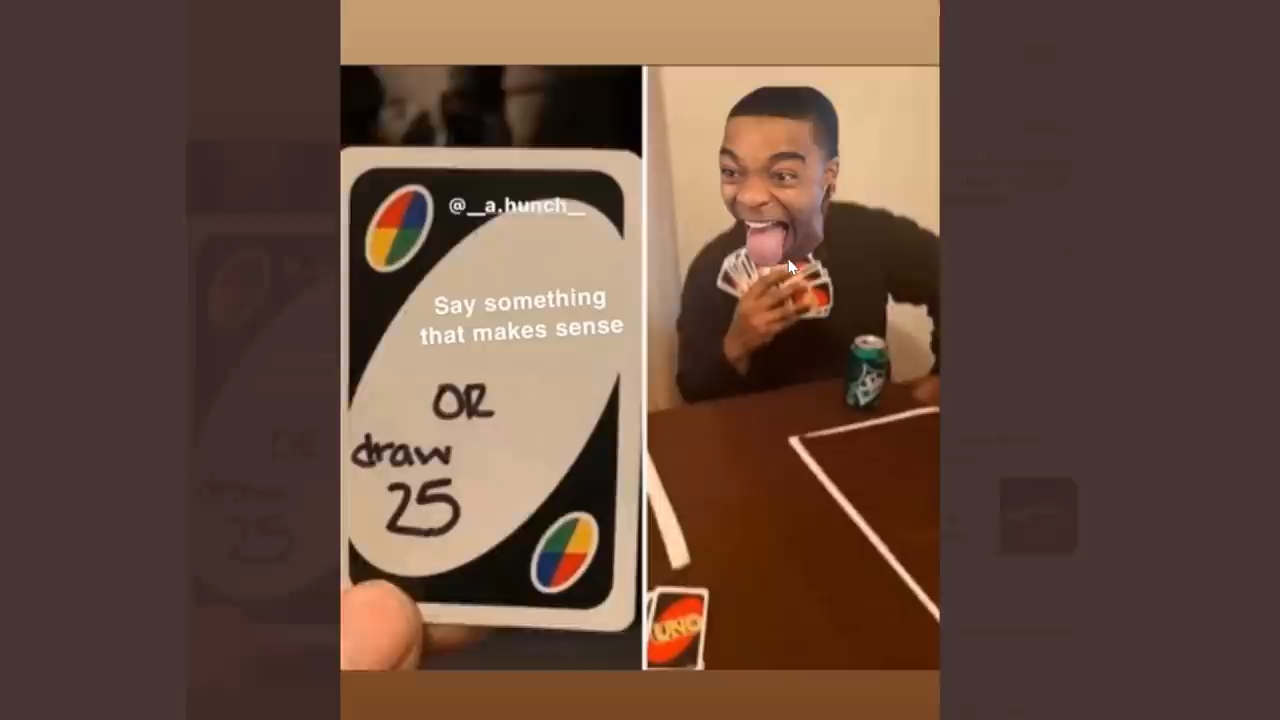 @__a.hunch__
Say something
that makes sense
OR
draw
25
UNO